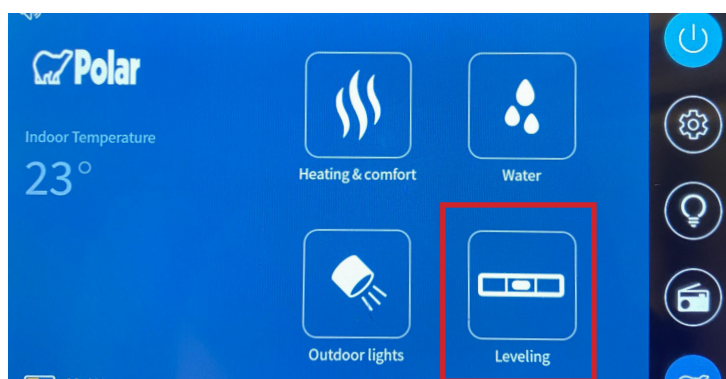 Polar
Indoor Temperature
23°
Heating & comfort
Water
Outdoor lights
Leveling